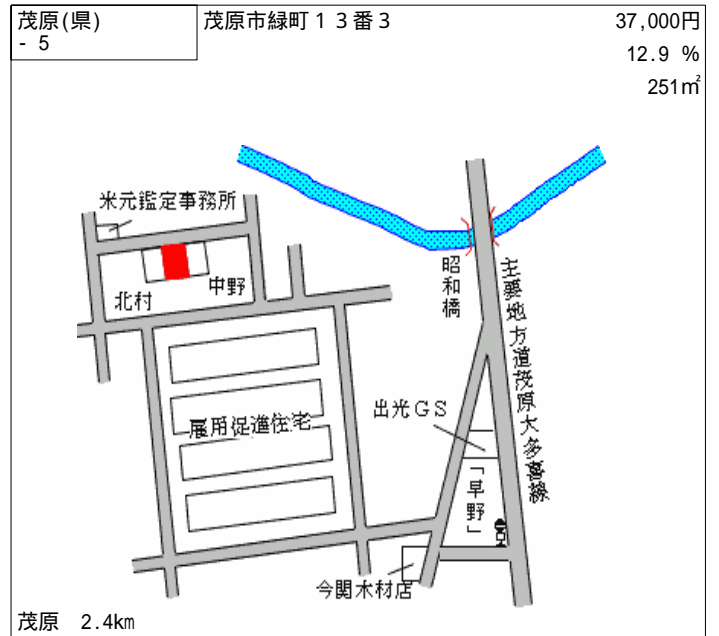 茂原(県)
- 5
茂原市緑町１３番３
37,000円
12.9 %
251㎡
米元鑑定事務所
北村
中野
昭和橋
主要地方道茂原大多喜線
出光ＧＳ
雇用促進住宅
「早野」
今関木材店
茂原 2.4km